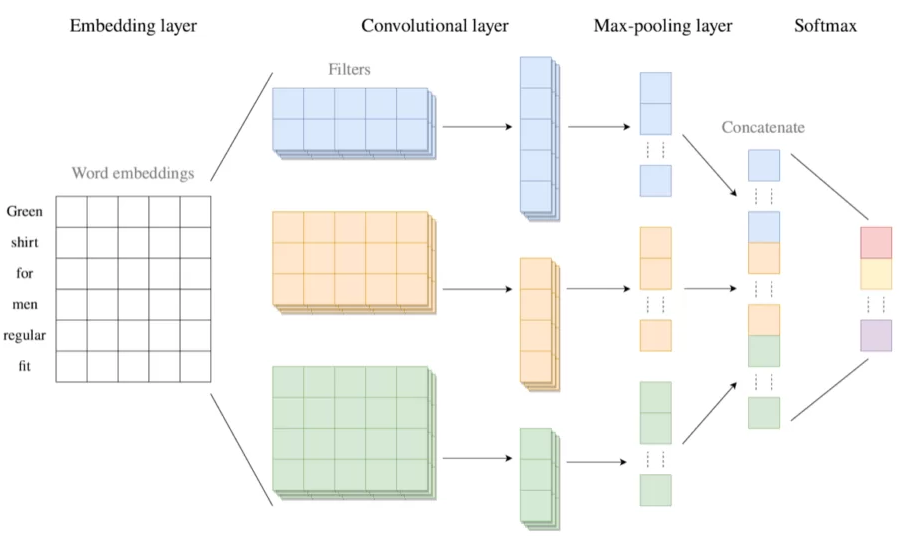 Embedding layer
Convolutional layer
Max-pooling layer
Softmax
Filters
Concatenate
Word embeddings
Green
shirt
for
men
regular
fit